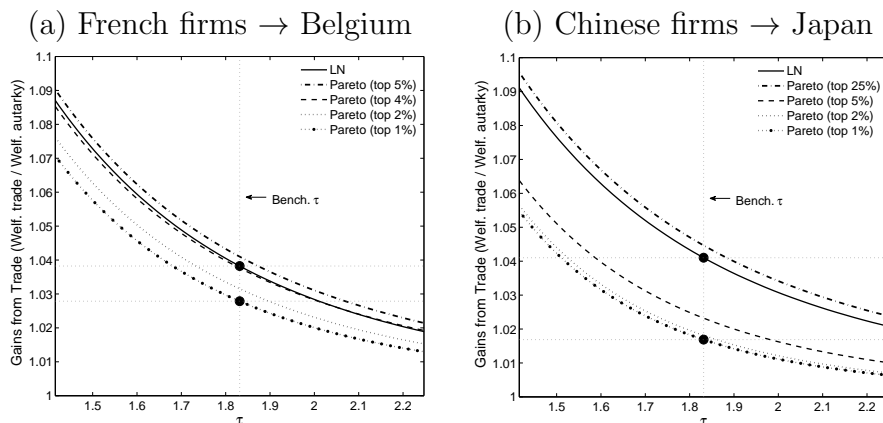 (a) French firms → Belgium
Gains from Trade (Welf. trade / Welf. autarky)
1.1
1.09
1.08
1.07
1.06
1.05
1.04
1.03
1.02
1.01
1
LN
Pareto (top 5%)
Pareto (top 4%)
Pareto (top 2%)
Pareto (top 1%)
Bench. τ
1.5 1.6 1.7 1.8 1.9 2 2.1 2.2
τ
(b) Chinese firms → Japan
Gains from Trade (Welf. trade / Welf. autarky)
1.1
1.09
1.08
1.07
1.06
1.05
1.04
1.03
1.02
1.01
1
LN
Pareto (top 25%)
Pareto (top 5%)
Pareto (top 2%)
Pareto (top 1%)
Bench. τ
1.5 1.6 1.7 1.8 1.9 2 2.1 2.2
τ